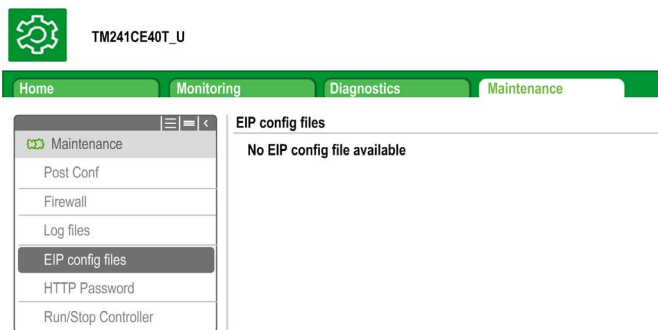 TM241CE40T_U
Home
Monitoring
Diagnostics
Maintenance
Maintenance
Post Conf
Firewall
Log files
EIP config files
HTTP Password
Run/Stop Controller
EIP config files
No EIP config file available